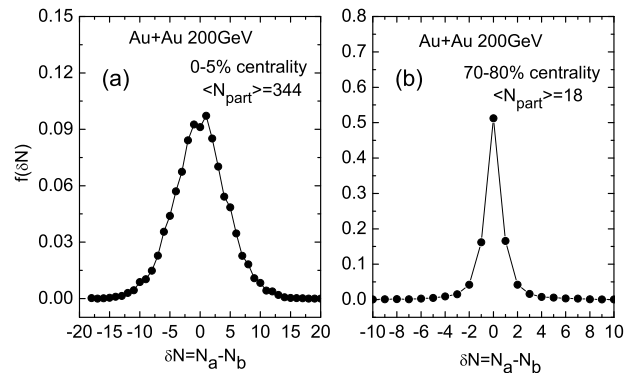 0.15
0.12
0.09
0.06
0.03
0.00
f(δN)
Au+Au 200GeV
(a)
0-5% centrality
<N_part>=344
-20 -15 -10 -5 0 5 10 15 20
δN=N_a-N_b
0.8
0.7
0.6
0.5
0.4
0.3
0.2
0.1
0.0
Au+Au 200GeV
(b)
70-80% centrality
<N_part>=18
-10 -8 -6 -4 -2 0 2 4 6 8 10
δN=N_a-N_b